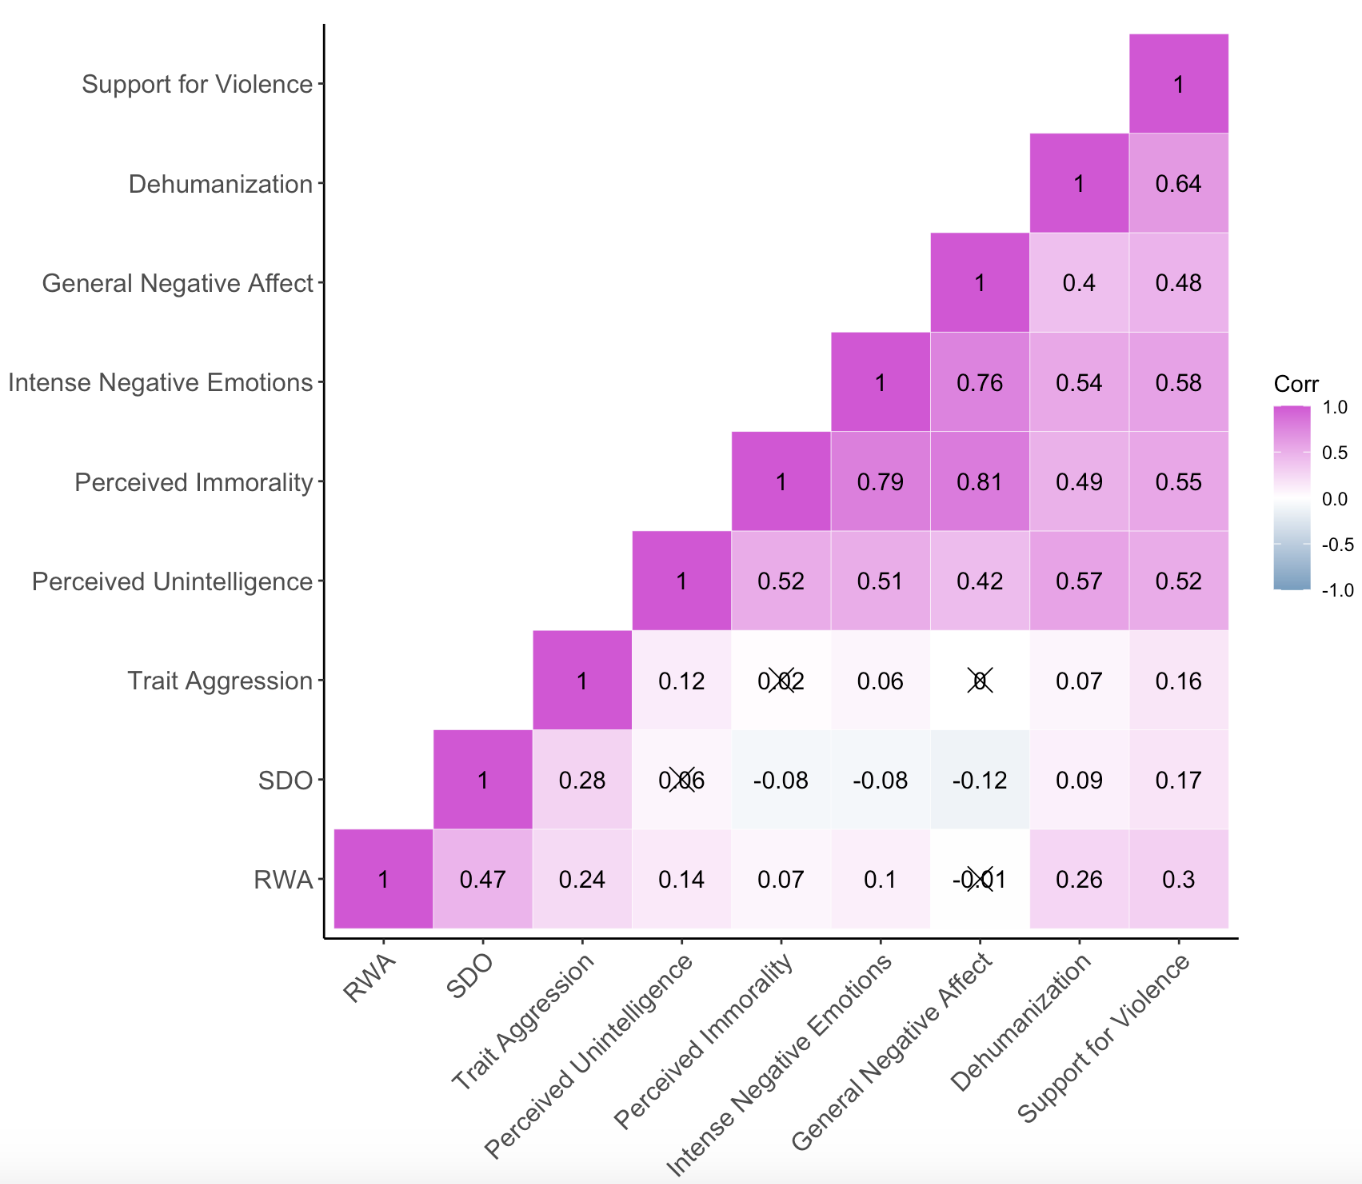 Support for Violence 1
Dehumanization 1 0.64
General Negative Affect 1 0.4 0.48
Intense Negative Emotions 1 0.76 0.54 0.58
Perceived Immorality 1 0.79 0.81 0.49 0.55
Perceived Unintelligence 1 0.52 0.51 0.42 0.57 0.52
Trait Aggression 1 0.12 0.02 0.06 0 0.07 0.16
SDO 1 0.28 0.06 -0.08 -0.08 -0.12 0.09 0.17
RWA 1 0.47 0.24 0.14 0.07 0.1 -0.01 0.26 0.3
RWA
SDO
Trait Aggression
Perceived Unintelligence
Perceived Immorality
Intense Negative Emotions
General Negative Affect
Dehumanization
Support for Violence
Corr
1.0
0.5
0.0
-0.5
-1.0